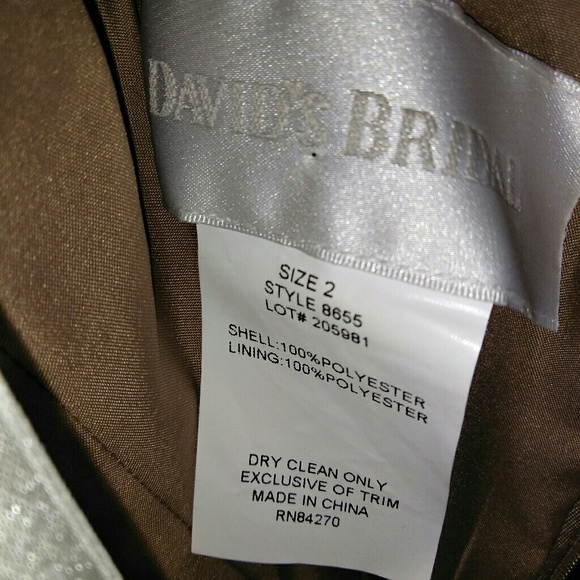 DAVID'S BRIDAL
SIZE 2
STYLE 8655
LOT# 205981
SHELL:100%POLYESTER
LINING:100%POLYESTER
DRY CLEAN ONLY
EXCLUSIVE OF TRIM
MADE IN CHINA
RN84270